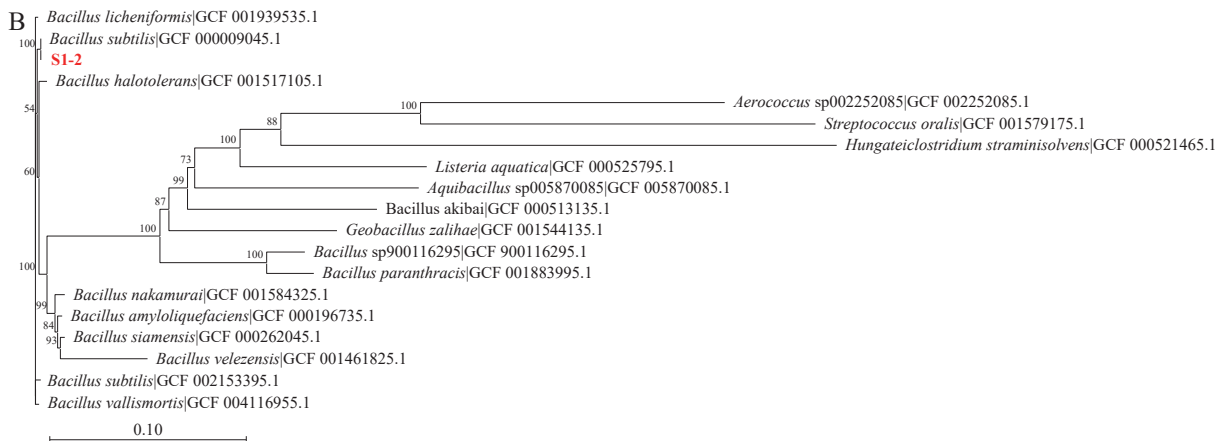 B
Bacillus licheniformis|GCF 001939535.1
100
Bacillus subtilis|GCF 000009045.1
S1-2
Bacillus halotolerans|GCF 001517105.1
54
100
Aerococcus sp002252085|GCF 002252085.1
88
Streptococcus oralis|GCF 001579175.1
100
Hungateiclostridium straminisolvens|GCF 000521465.1
73
Listeria aquatica|GCF 000525795.1
60
99
Aquibacillus sp005870085|GCF 005870085.1
87
Bacillus akibai|GCF 000513135.1
100
Geobacillus zalihae|GCF 001544135.1
100
Bacillus sp900116295|GCF 900116295.1
100
Bacillus paranthracis|GCF 001883995.1
Bacillus nakamurai|GCF 001584325.1
99
Bacillus amyloliquefaciens|GCF 000196735.1
84
Bacillus siamensis|GCF 000262045.1
93
Bacillus velezensis|GCF 001461825.1
Bacillus subtilis|GCF 002153395.1
Bacillus vallismortis|GCF 004116955.1
0.10